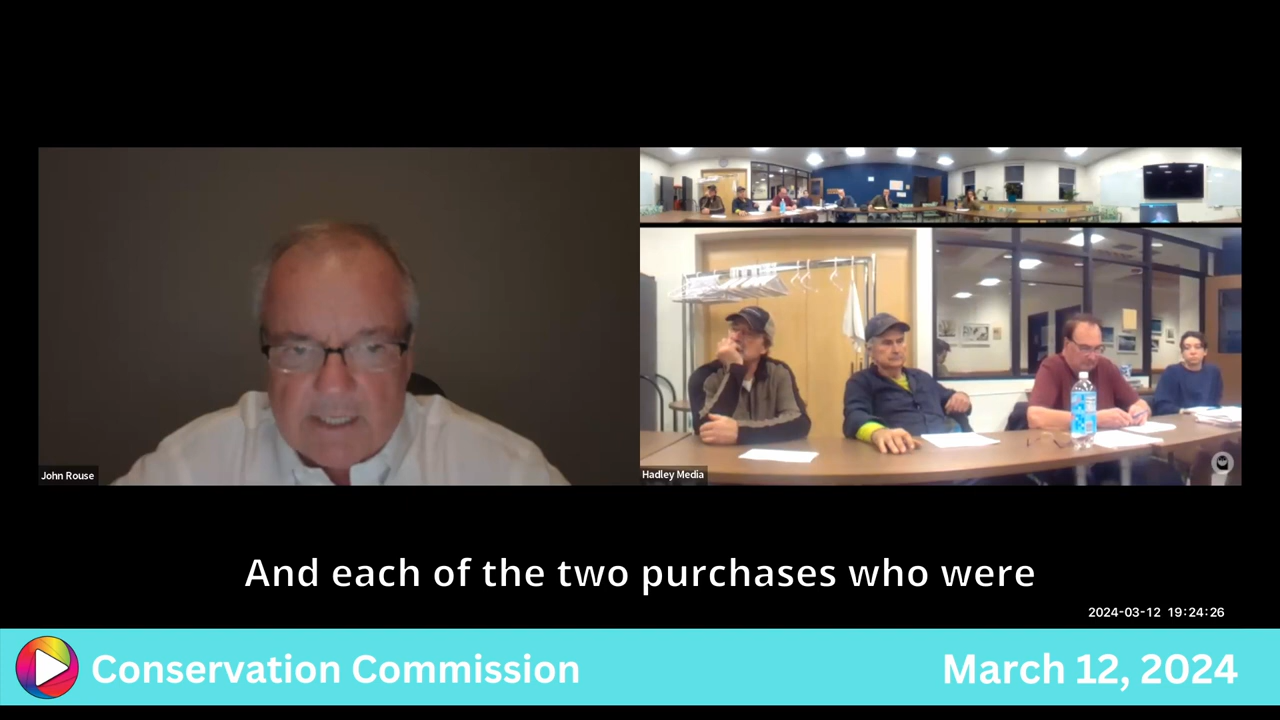 John Rouse
Hadley Media
And each of the two purchases who were
2024-03-12 19:24:26
Conservation Commission
March 12, 2024